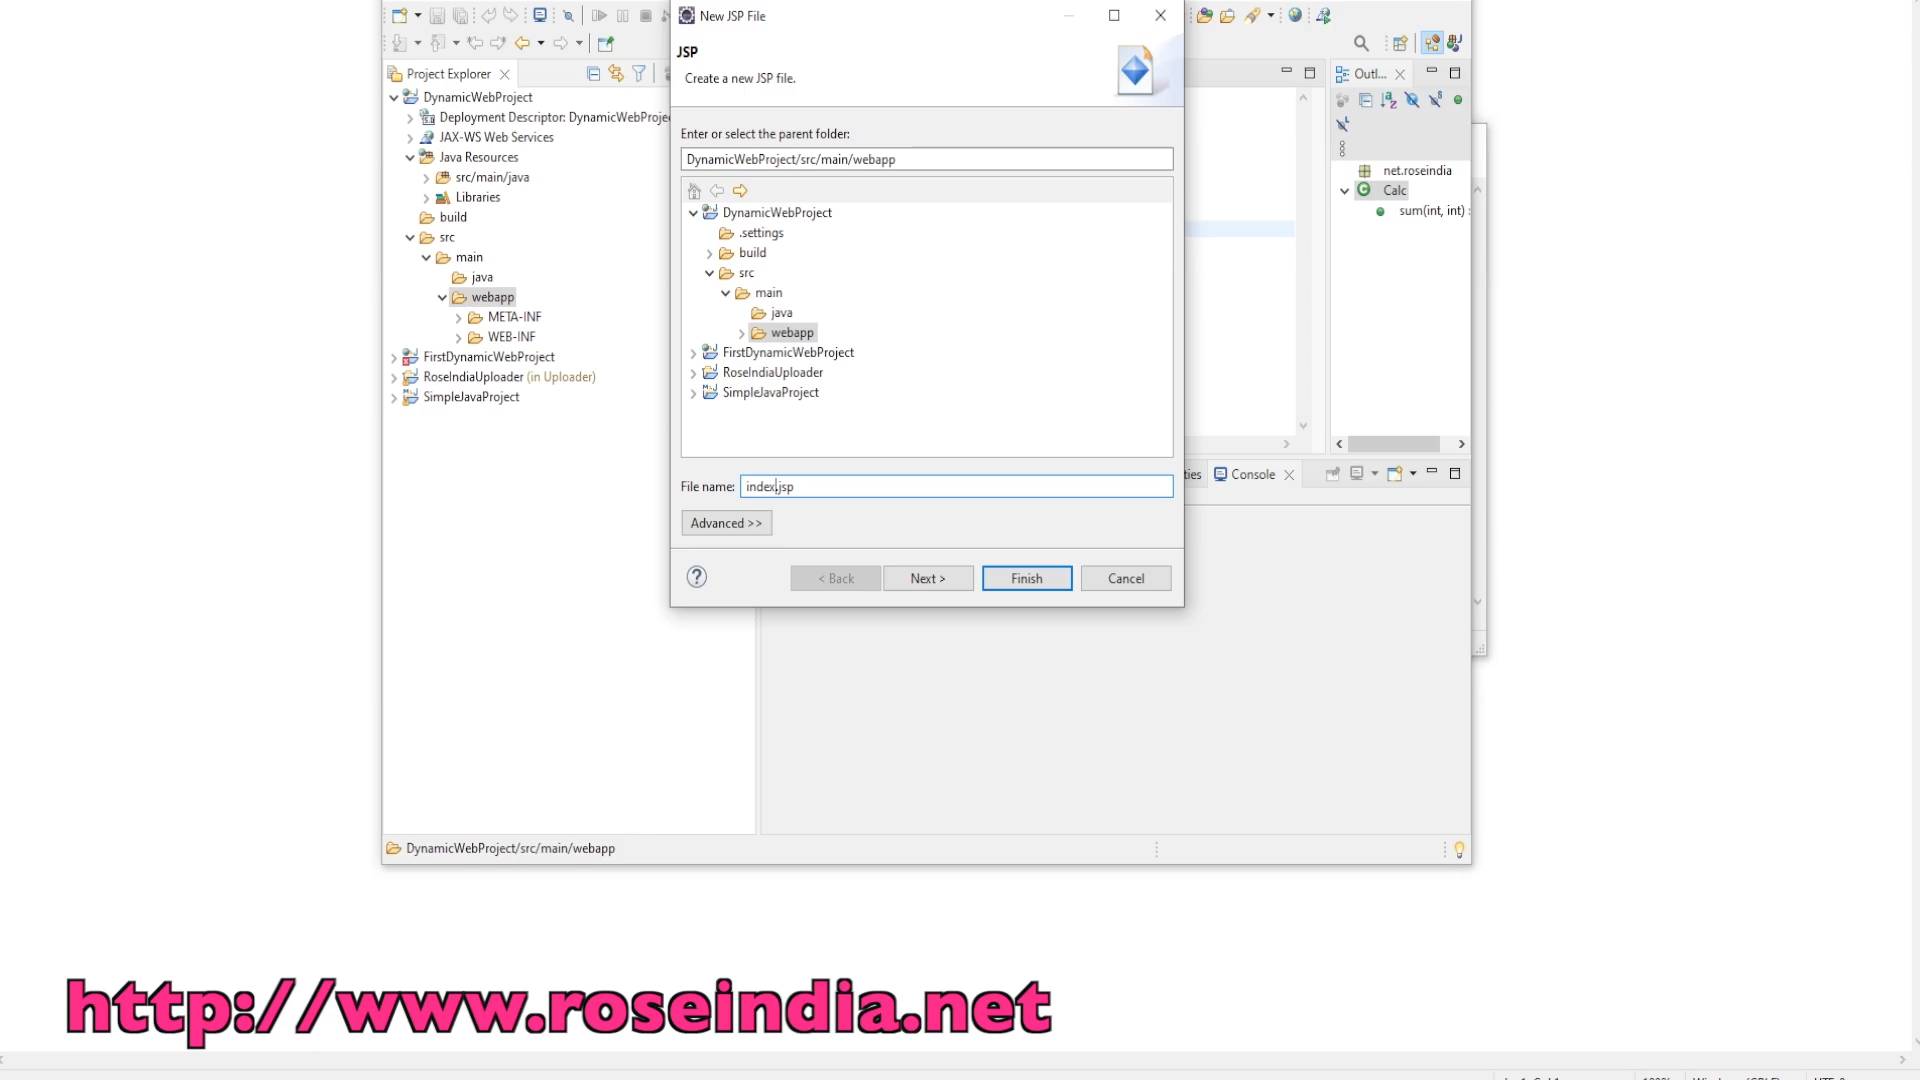 New JSP File
JSP
Create a new JSP file.
Project Explorer
DynamicWebProject
Deployment Descriptor: DynamicWebProje
JAX-WS Web Services
Java Resources
src/main/java
Libraries
build
src
main
java
webapp
META-INF
WEB-INF
FirstDynamicWebProject
RoseIndiaUploader (in Uploader)
SimpleJavaProject
Enter or select the parent folder:
DynamicWebProject/src/main/webapp
DynamicWebProject
.settings
build
src
main
java
webapp
FirstDynamicWebProject
RoseIndiaUploader
SimpleJavaProject
File name: index.jsp
Advanced >>
< Back
Next >
Finish
Cancel
Outl...
net.roseindia
Calc
sum(int, int) :
ties
Console
DynamicWebProject/src/main/webapp
http://www.roseindia.net